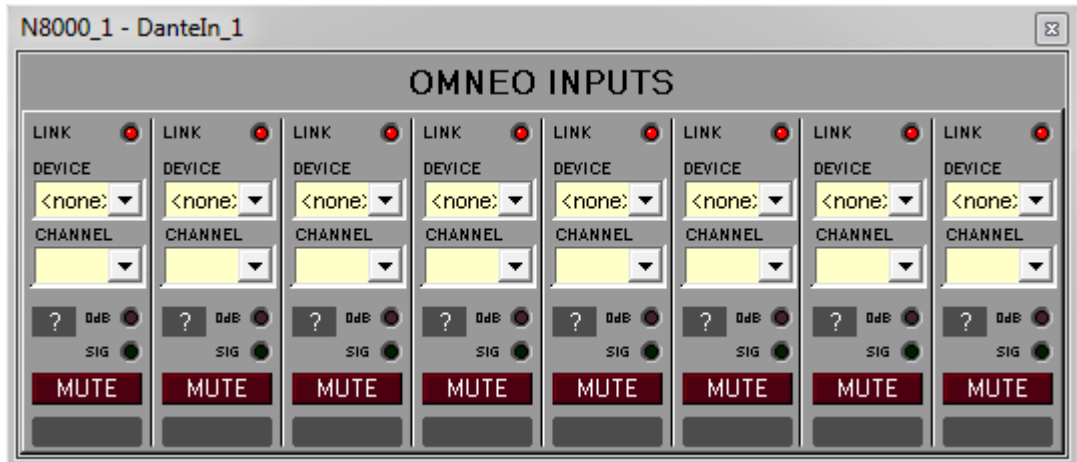 N8000_1 - DanteIn_1
OMNEO INPUTS
LINK LINK LINK LINK LINK LINK LINK LINK
DEVICE DEVICE DEVICE DEVICE DEVICE DEVICE DEVICE DEVICE
<none> <none> <none> <none> <none> <none> <none> <none>
CHANNEL CHANNEL CHANNEL CHANNEL CHANNEL CHANNEL CHANNEL CHANNEL
? 0dB ? 0dB ? 0dB ? 0dB ? 0dB ? 0dB ? 0dB ? 0dB
SIG SIG SIG SIG SIG SIG SIG SIG
MUTE MUTE MUTE MUTE MUTE MUTE MUTE MUTE